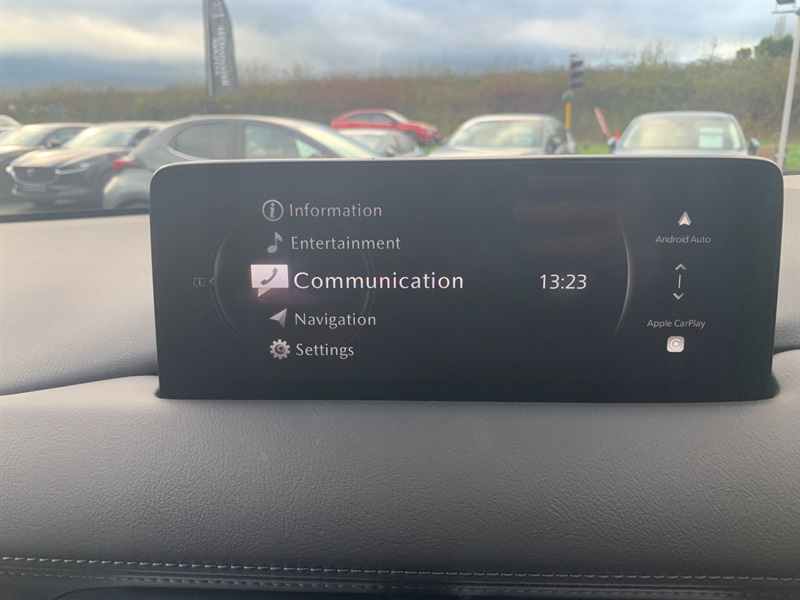 Information
Entertainment
Communication
13:23
Navigation
Settings
Android Auto
Apple CarPlay